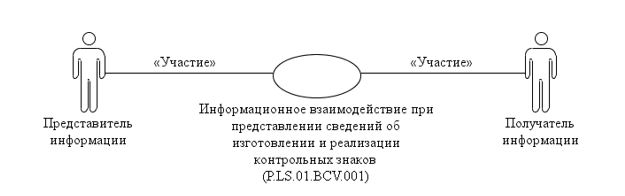 «Участие»
«Участие»
Представитель
информации
Информационное взаимодействие при
представлении сведений об
изготовлении и реализации
контрольных знаков
(P.LS.01.BCV.001)
Получатель
информации